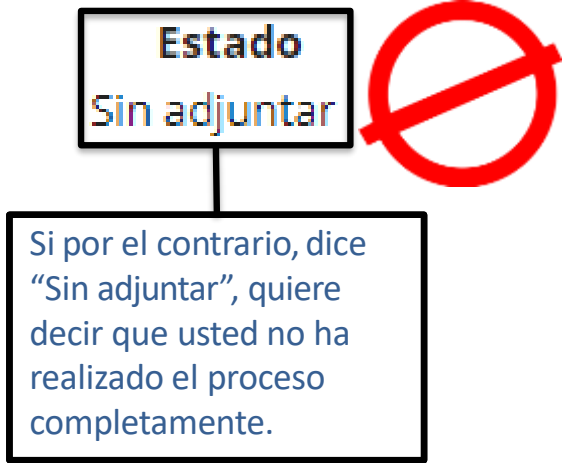 Estado
Sin adjuntar
Si por el contrario, dice
“Sin adjuntar”, quiere
decir que usted no ha
realizado el proceso
completamente.